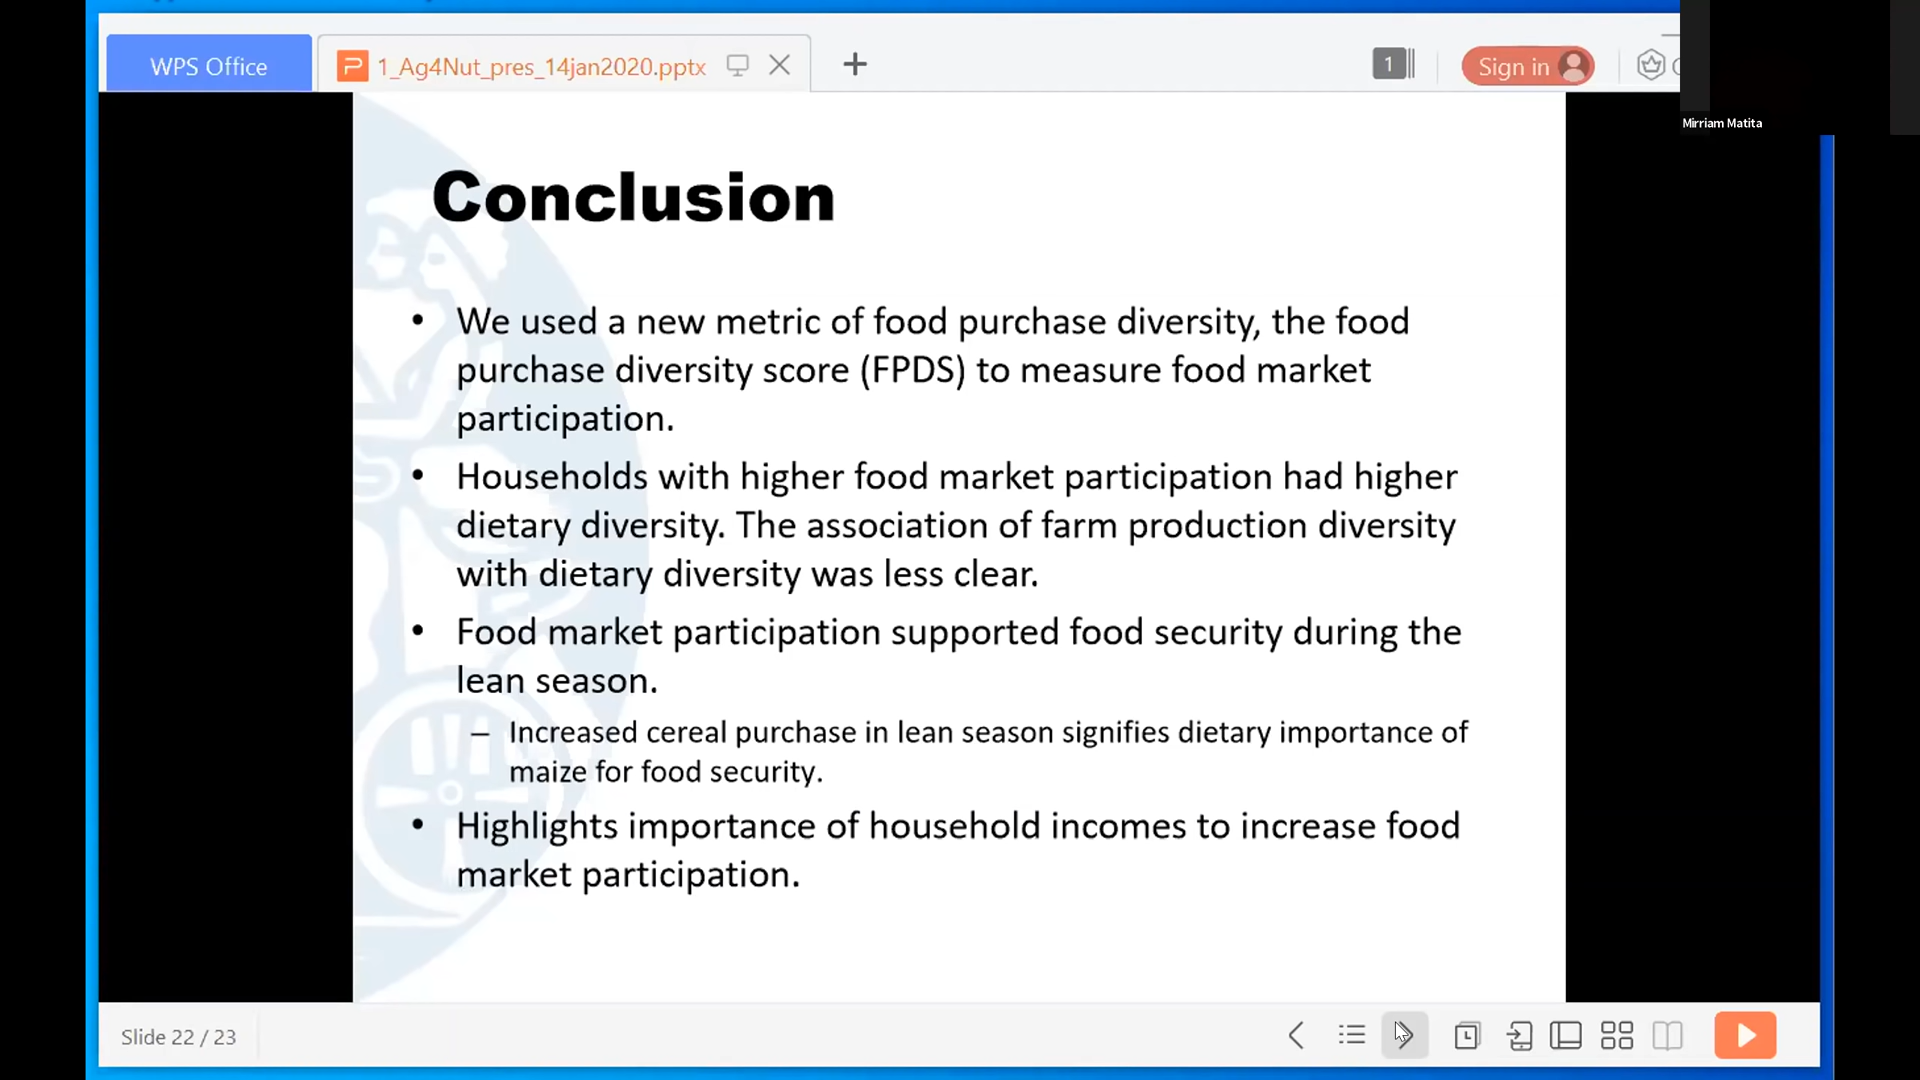 WPS Office
1_Ag4Nut_pres_14jan2020.pptx
1
Sign in
Mirriam Matita
Conclusion
• We used a new metric of food purchase diversity, the food
purchase diversity score (FPDS) to measure food market
participation.
• Households with higher food market participation had higher
dietary diversity. The association of farm production diversity
with dietary diversity was less clear.
• Food market participation supported food security during the
lean season.
– Increased cereal purchase in lean season signifies dietary importance of
maize for food security.
• Highlights importance of household incomes to increase food
market participation.
Slide 22 / 23